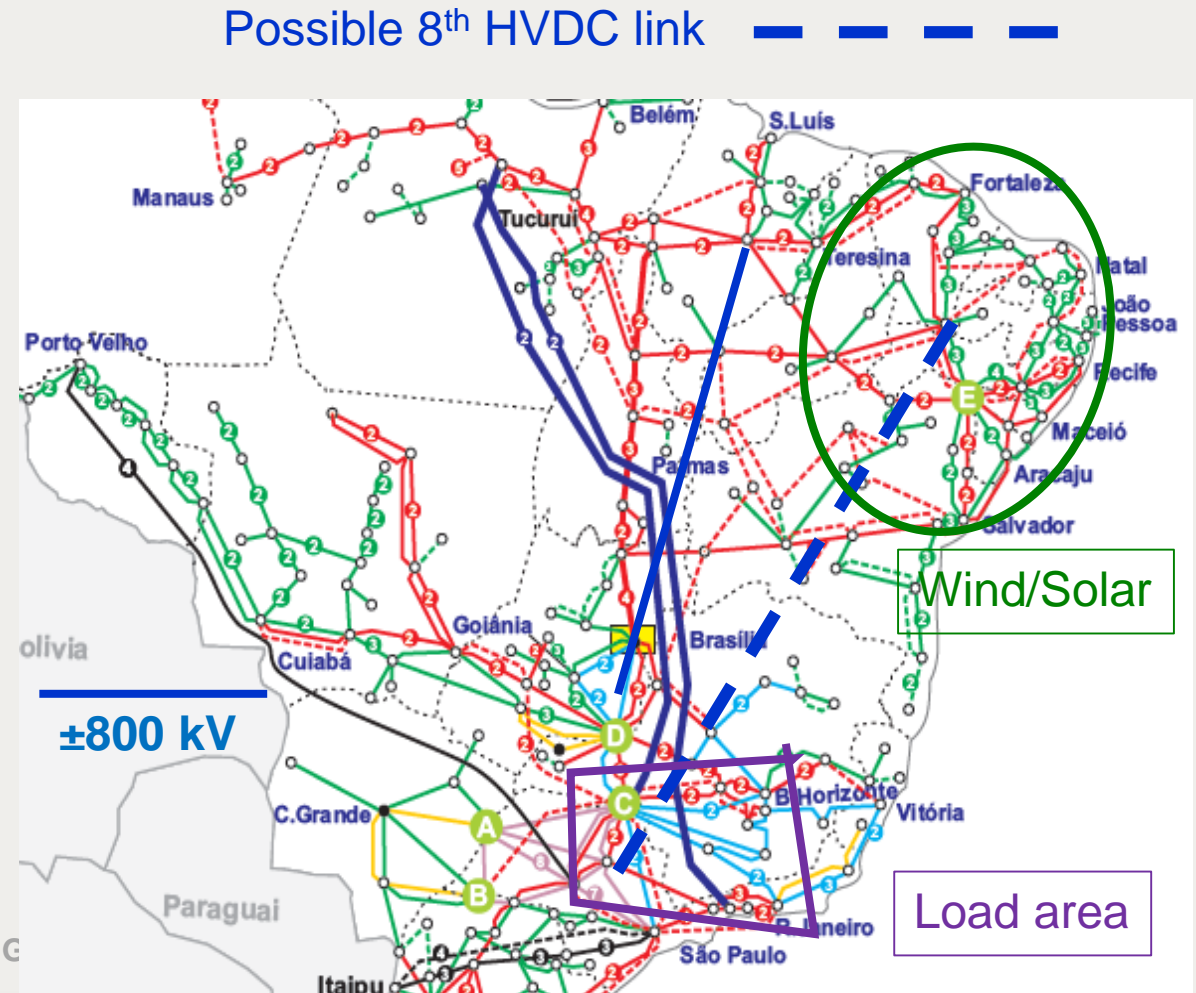 Possible 8th HVDC link
Belém
S.Luís
Manaus
Fortaleza
Tucuruí
Teresina
Natal
João
Pessoa
Porto Velho
Recife
E
Maceió
Palmas
Aracaju
Salvador
Wind/Solar
Goiânia
Brasília
olivia
Cuiabá
±800 kV
D
B.Horizonte
C
Vitória
C.Grande
A
B
Paraguai
Load area
R.Janeiro
São Paulo
G
Itaipu